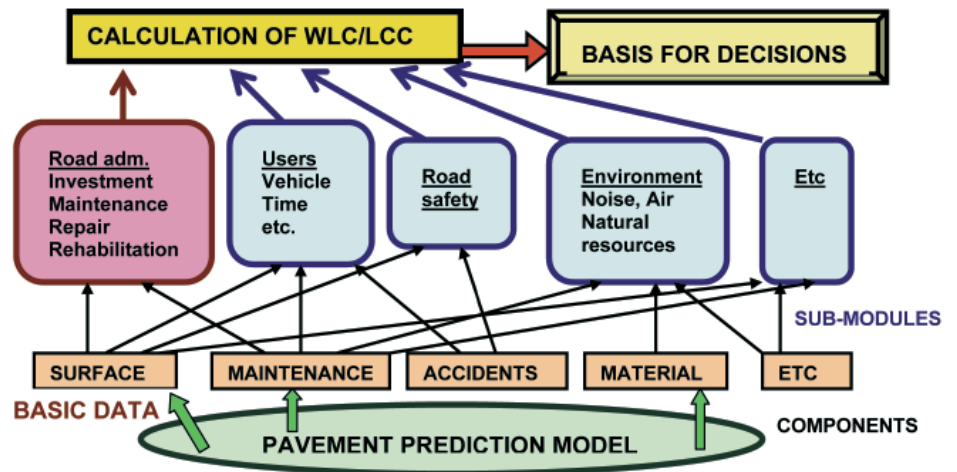 CALCULATION OF WLC/LCC
BASIS FOR DECISIONS
Road adm.
Investment
Maintenance
Repair
Rehabilitation
Users
Vehicle
Time
etc.
Road
safety
Environment
Noise, Air
Natural
resources
Etc
SUB-MODULES
SURFACE
MAINTENANCE
ACCIDENTS
MATERIAL
ETC
BASIC DATA
COMPONENTS
PAVEMENT PREDICTION MODEL